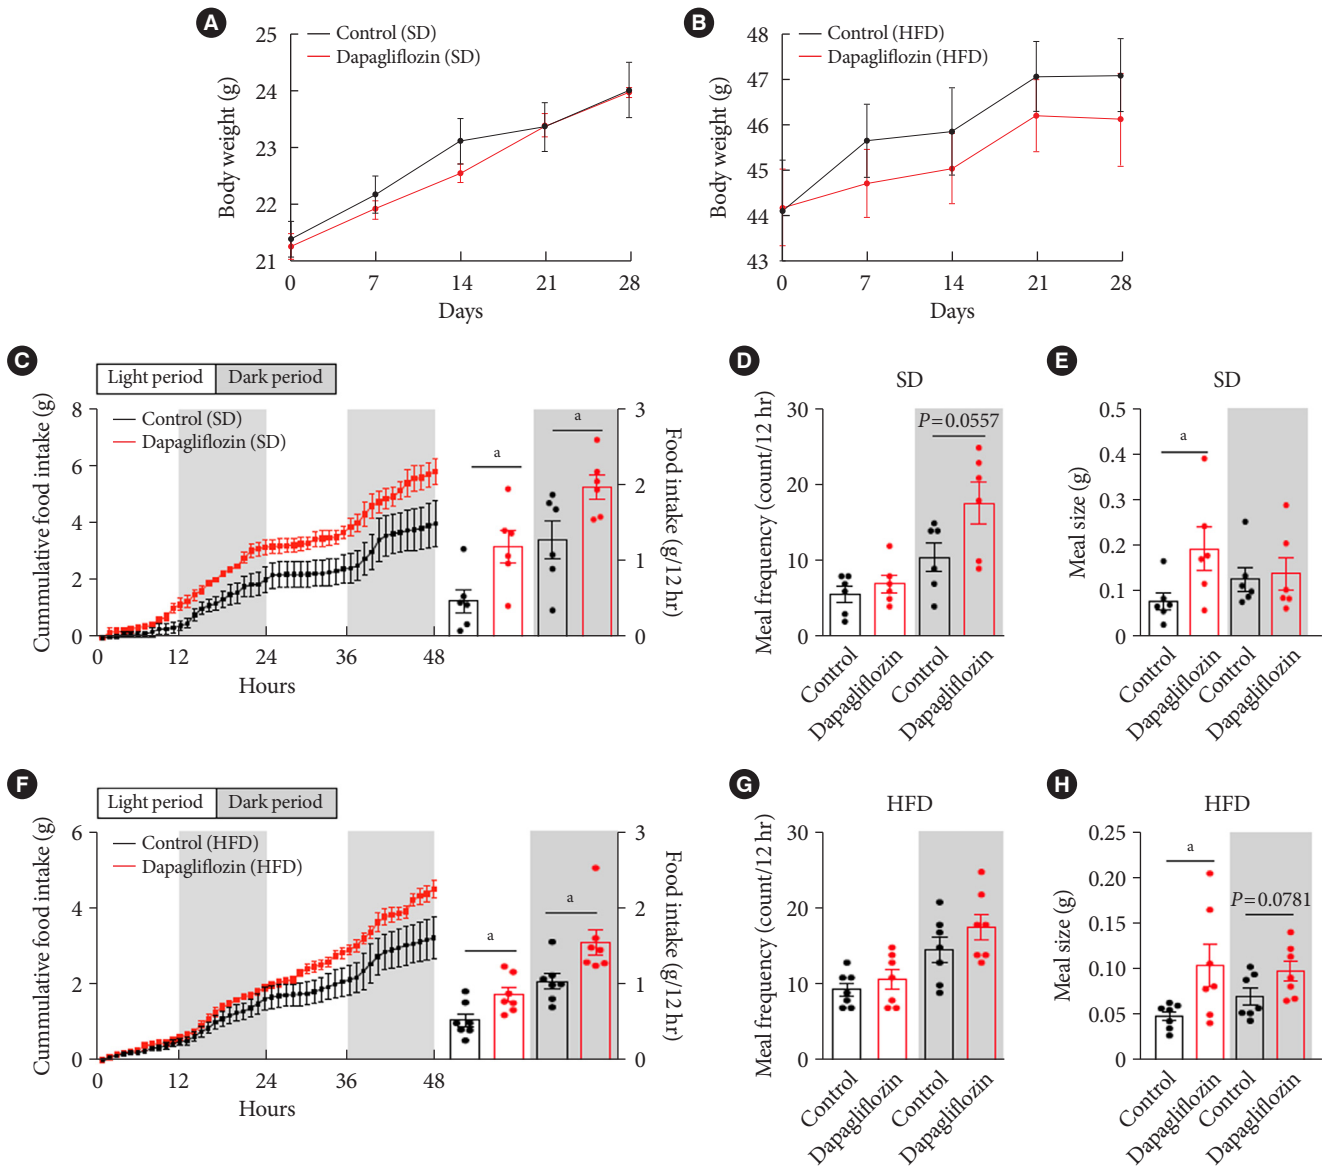 A
Control (SD)
Dapagliflozin (SD)
Body weight (g)
25
24
23
22
21
0 7 14 21 28
Days
B
Control (HFD)
Dapagliflozin (HFD)
Body weight (g)
48
47
46
45
44
43
0 7 14 21 28
Days
C
Light period Dark period
Control (SD)
Dapagliflozin (SD)
Cummulative food intake (g)
8
6
4
2
0
0 12 24 36 48
Hours
a
a
3
2
1
0
Food intake (g/12 hr)
D
SD
Meal frequency (count/12 hr)
30
20
10
0
P=0.0557
Control
Dapagliflozin
Control
Dapagliflozin
E
SD
Meal size (g)
0.5
0.4
0.3
0.2
0.1
0
a
Control
Dapagliflozin
Control
Dapagliflozin
F
Light period Dark period
Control (HFD)
Dapagliflozin (HFD)
Cummulative food intake (g)
6
4
2
0
0 12 24 36 48
Hours
a
a
3
2
1
0
Food intake (g/12 hr)
G
HFD
Meal frequency (count/12 hr)
30
20
10
0
Control
Dapagliflozin
Control
Dapagliflozin
H
HFD
Meal size (g)
0.25
0.20
0.15
0.10
0.05
0
a
P=0.0781
Control
Dapagliflozin
Control
Dapagliflozin